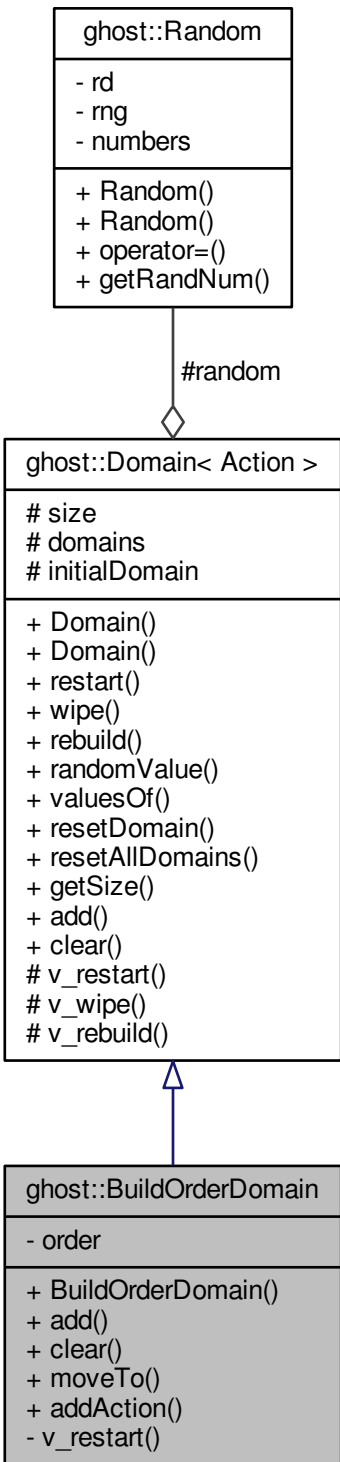 ghost::Random
- rd
- rng
- numbers
+ Random()
+ Random()
+ operator=()
+ getRandNum()
#random
ghost::Domain< Action >
# size
# domains
# initialDomain
+ Domain()
+ Domain()
+ restart()
+ wipe()
+ rebuild()
+ randomValue()
+ valuesOf()
+ resetDomain()
+ resetAllDomains()
+ getSize()
+ add()
+ clear()
# v_restart()
# v_wipe()
# v_rebuild()
ghost::BuildOrderDomain
- order
+ BuildOrderDomain()
+ add()
+ clear()
+ moveTo()
+ addAction()
- v_restart()